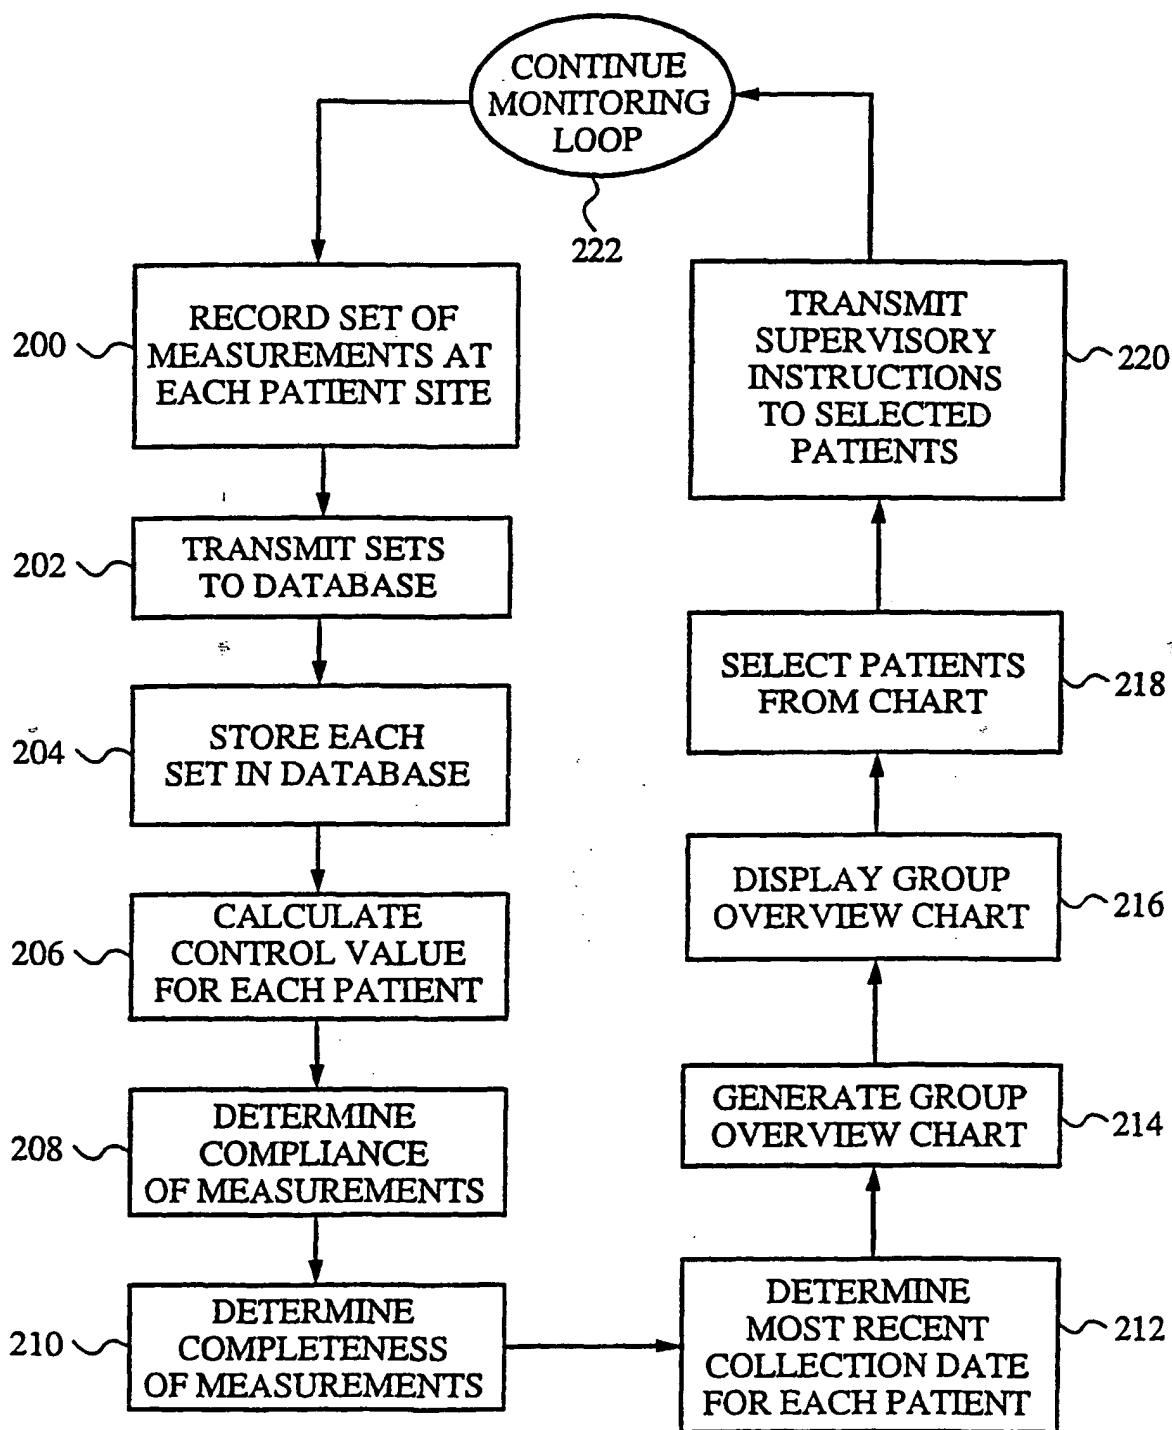 CONTINUE
MONITORING
LOOP
222
200
RECORD SET OF
MEASUREMENTS AT
EACH PATIENT SITE
202
TRANSMIT SETS
TO DATABASE
204
STORE EACH
SET IN DATABASE
206
CALCULATE
CONTROL VALUE
FOR EACH PATIENT
208
DETERMINE
COMPLIANCE
OF MEASUREMENTS
210
DETERMINE
COMPLETENESS
OF MEASUREMENTS
DETERMINE
MOST RECENT
COLLECTION DATE
FOR EACH PATIENT
212
GENERATE GROUP
OVERVIEW CHART
214
DISPLAY GROUP
OVERVIEW CHART
216
SELECT PATIENTS
FROM CHART
218
TRANSMIT
SUPERVISORY
INSTRUCTIONS
TO SELECTED
PATIENTS
220